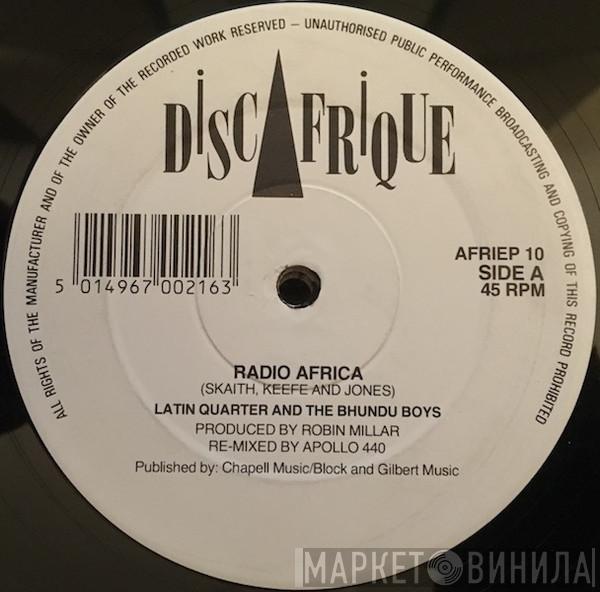 ALL RIGHTS OF THE MANUFACTURER AND OF THE OWNER OF THE RECORDED WORK RESERVED – UNAUTHORISED PUBLIC PERFORMANCE BROADCASTING AND COPYING OF THIS RECORD PROHIBITED
DiSCAFRiQUE
5 014967 002163
AFRIEP 10
SIDE A
45 RPM
RADIO AFRICA
(SKAITH, KEEFE AND JONES)
LATIN QUARTER AND THE BHUNDU BOYS
PRODUCED BY ROBIN MILLAR
RE-MIXED BY APOLLO 440
Published by: Chapell Music/Block and Gilbert Music
МАРКЕТ ВИНИЛА